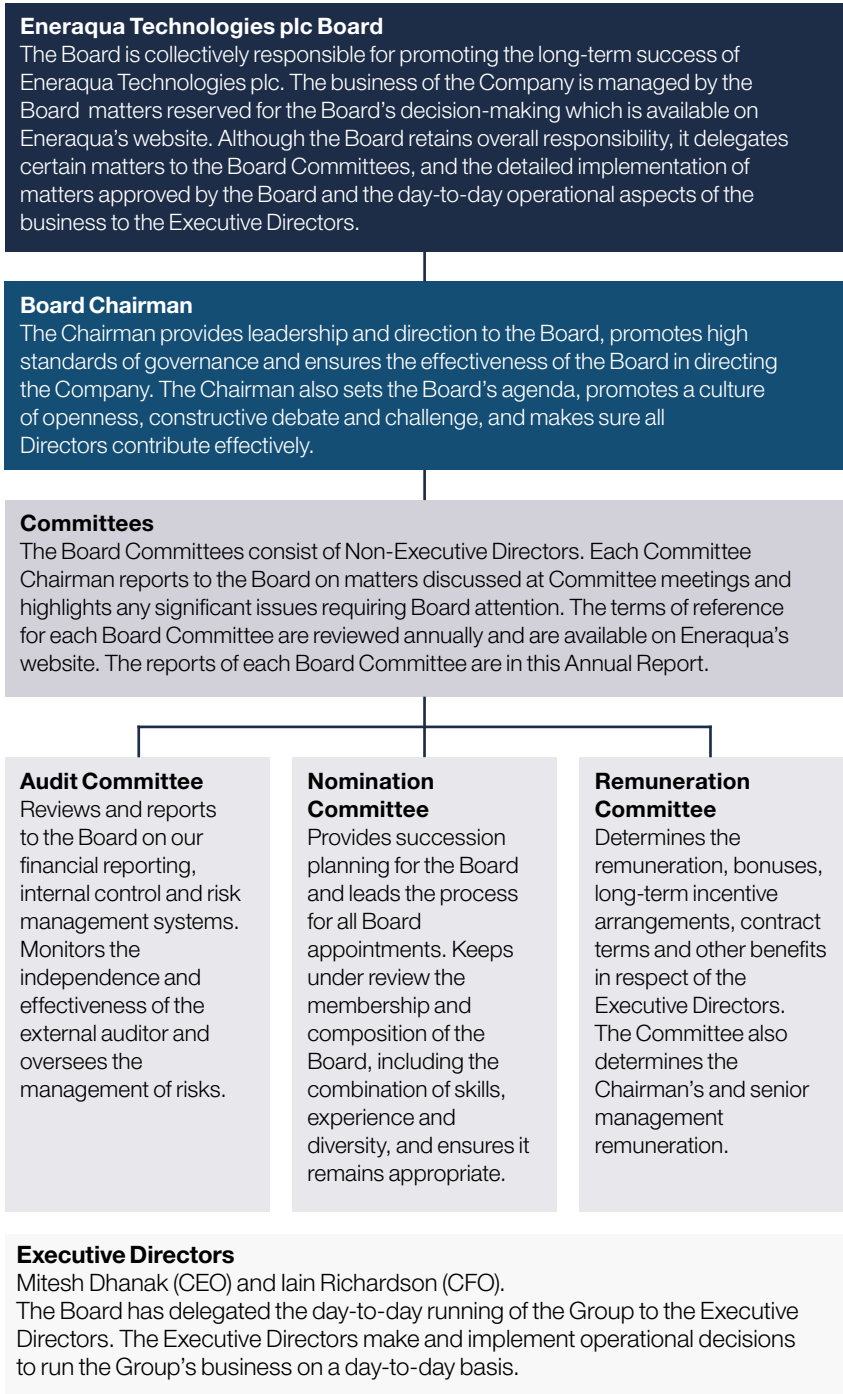 Eneraqua Technologies plc Board
The Board is collectively responsible for promoting the long-term success of
Eneraqua Technologies plc. The business of the Company is managed by the
Board matters reserved for the Board's decision-making which is available on
Eneraqua's website. Although the Board retains overall responsibility, it delegates
certain matters to the Board Committees, and the detailed implementation of
matters approved by the Board and the day-to-day operational aspects of the
business to the Executive Directors.
Board Chairman
The Chairman provides leadership and direction to the Board, promotes high
standards of governance and ensures the effectiveness of the Board in directing
the Company. The Chairman also sets the Board's agenda, promotes a culture
of openness, constructive debate and challenge, and makes sure all
Directors contribute effectively.
Committees
The Board Committees consist of Non-Executive Directors. Each Committee
Chairman reports to the Board on matters discussed at Committee meetings and
highlights any significant issues requiring Board attention. The terms of reference
for each Board Committee are reviewed annually and are available on Eneraqua's
website. The reports of each Board Committee are in this Annual Report.
Audit Committee
Reviews and reports
to the Board on our
financial reporting,
internal control and risk
management systems.
Monitors the
independence and
effectiveness of the
external auditor and
oversees the
management of risks.
Nomination
Committee
Provides succession
planning for the Board
and leads the process
for all Board
appointments. Keeps
under review the
membership and
composition of the
Board, including the
combination of skills,
experience and
diversity, and ensures it
remains appropriate.
Remuneration
Committee
Determines the
remuneration, bonuses,
long-term incentive
arrangements, contract
terms and other benefits
in respect of the
Executive Directors.
The Committee also
determines the
Chairman's and senior
management
remuneration.
Executive Directors
Mitesh Dhanak (CEO) and Iain Richardson (CFO).
The Board has delegated the day-to-day running of the Group to the Executive
Directors. The Executive Directors make and implement operational decisions
to run the Group's business on a day-to-day basis.